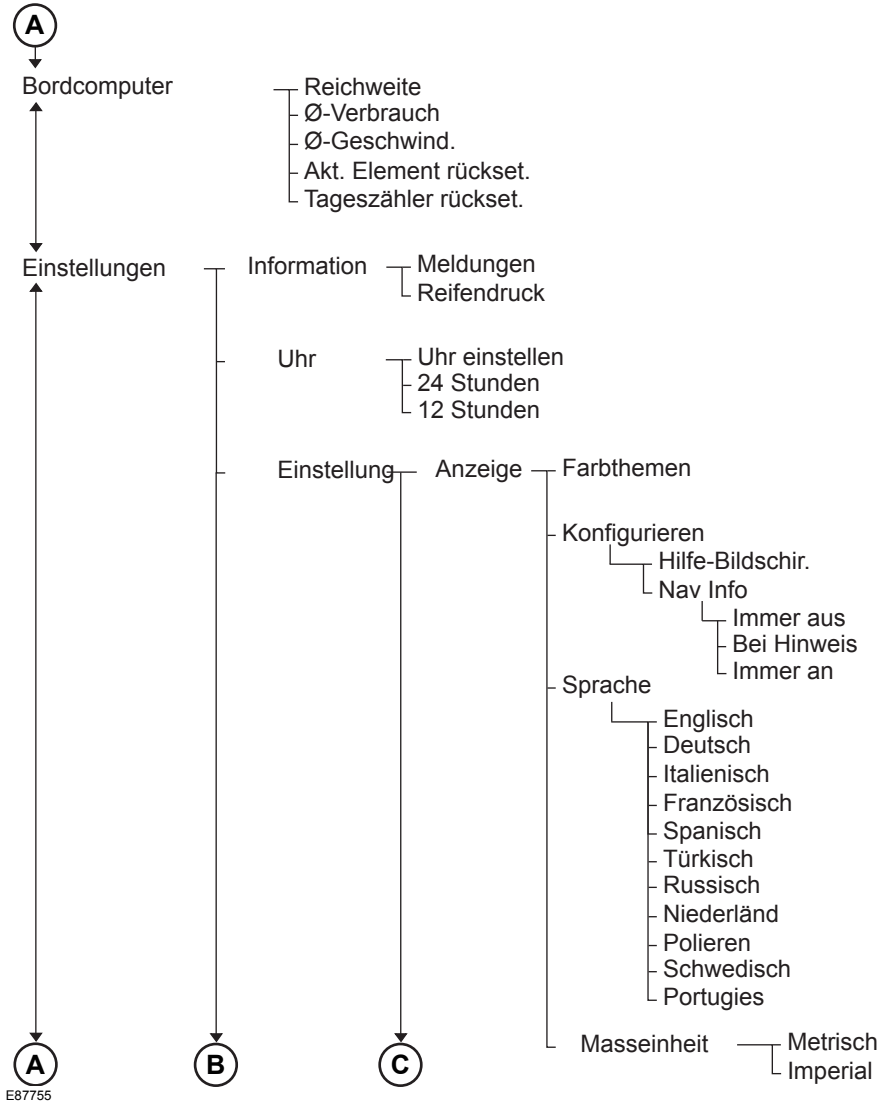 A
Bordcomputer
Reichweite
Ø-Verbrauch
Ø-Geschwind.
Akt. Element rückset.
Tageszähler rückset.
Einstellungen
Information
Meldungen
Reifendruck
Uhr
Uhr einstellen
24 Stunden
12 Stunden
Einstellung
Anzeige
Farbthemen
Konfigurieren
Hilfe-Bildschir.
Nav Info
Immer aus
Bei Hinweis
Immer an
Sprache
Englisch
Deutsch
Italienisch
Französisch
Spanisch
Türkisch
Russisch
Niederländ
Polieren
Schwedisch
Portugies
Masseinheit
Metrisch
Imperial
A
B
C
E87755